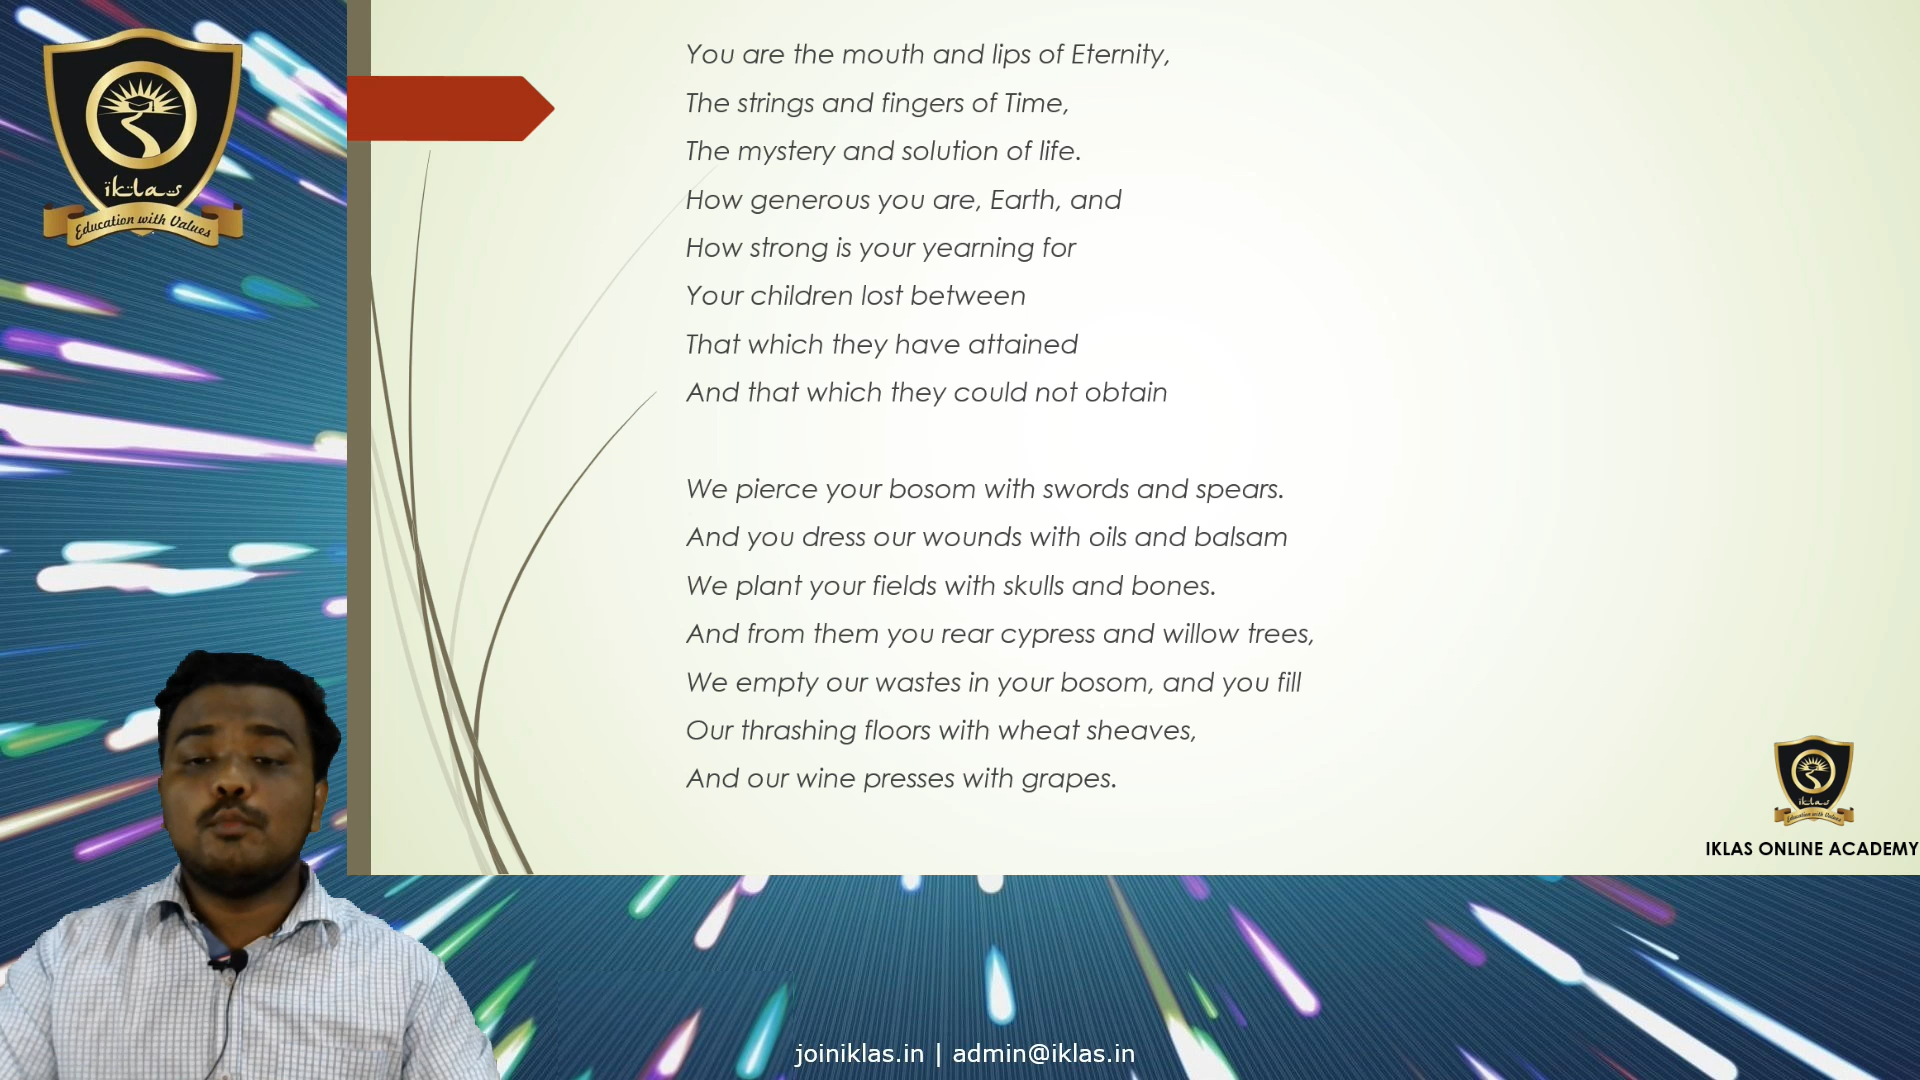 iklas
Education with Values
You are the mouth and lips of Eternity,
The strings and fingers of Time,
The mystery and solution of life.
How generous you are, Earth, and
How strong is your yearning for
Your children lost between
That which they have attained
And that which they could not obtain
We pierce your bosom with swords and spears.
And you dress our wounds with oils and balsam
We plant your fields with skulls and bones.
And from them you rear cypress and willow trees,
We empty our wastes in your bosom, and you fill
Our thrashing floors with wheat sheaves,
And our wine presses with grapes.
iklas
Education with Values
IKLAS ONLINE ACADEMY
joiniklas.in | admin@iklas.in